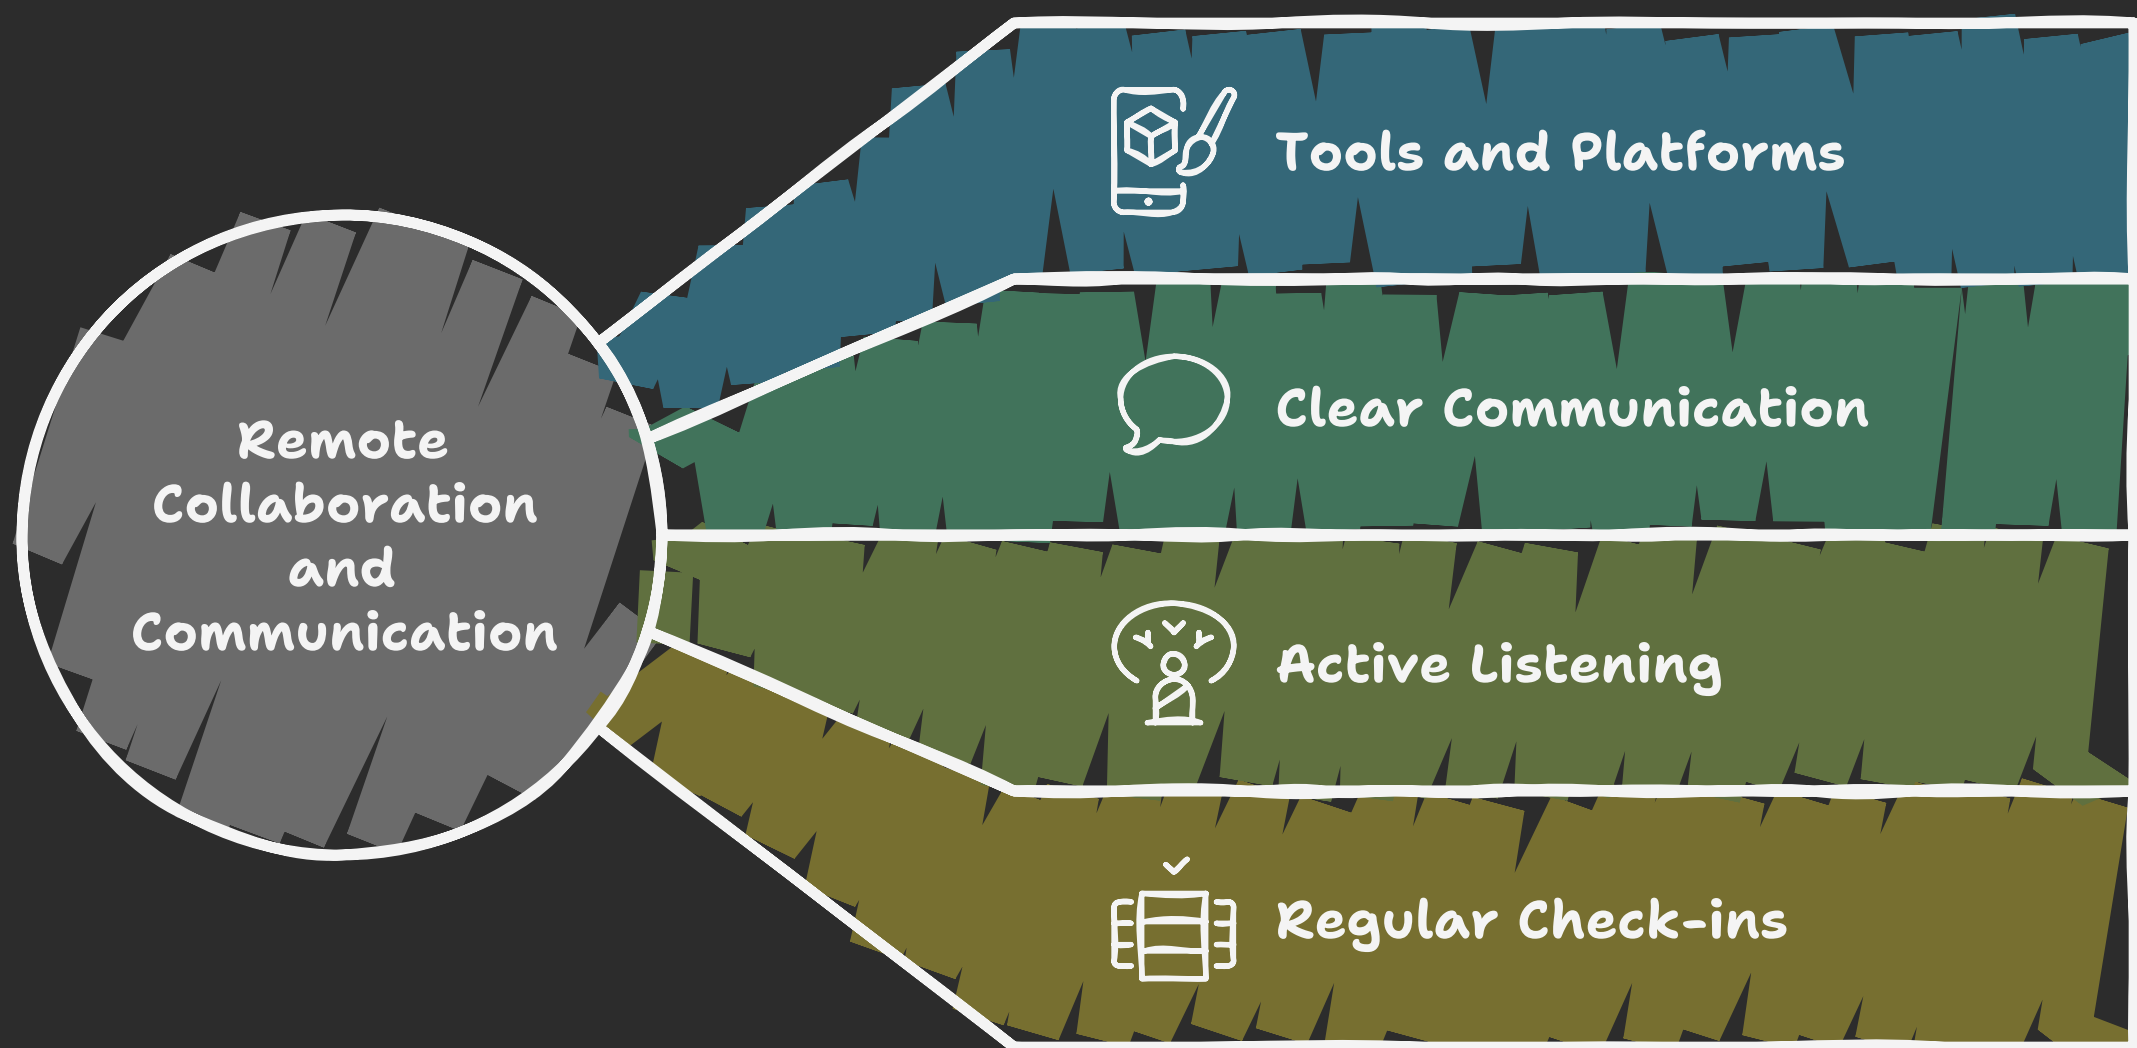 Remote
Collaboration
and
Communication
Tools and Platforms
Clear Communication
Active Listening
Regular Check-ins